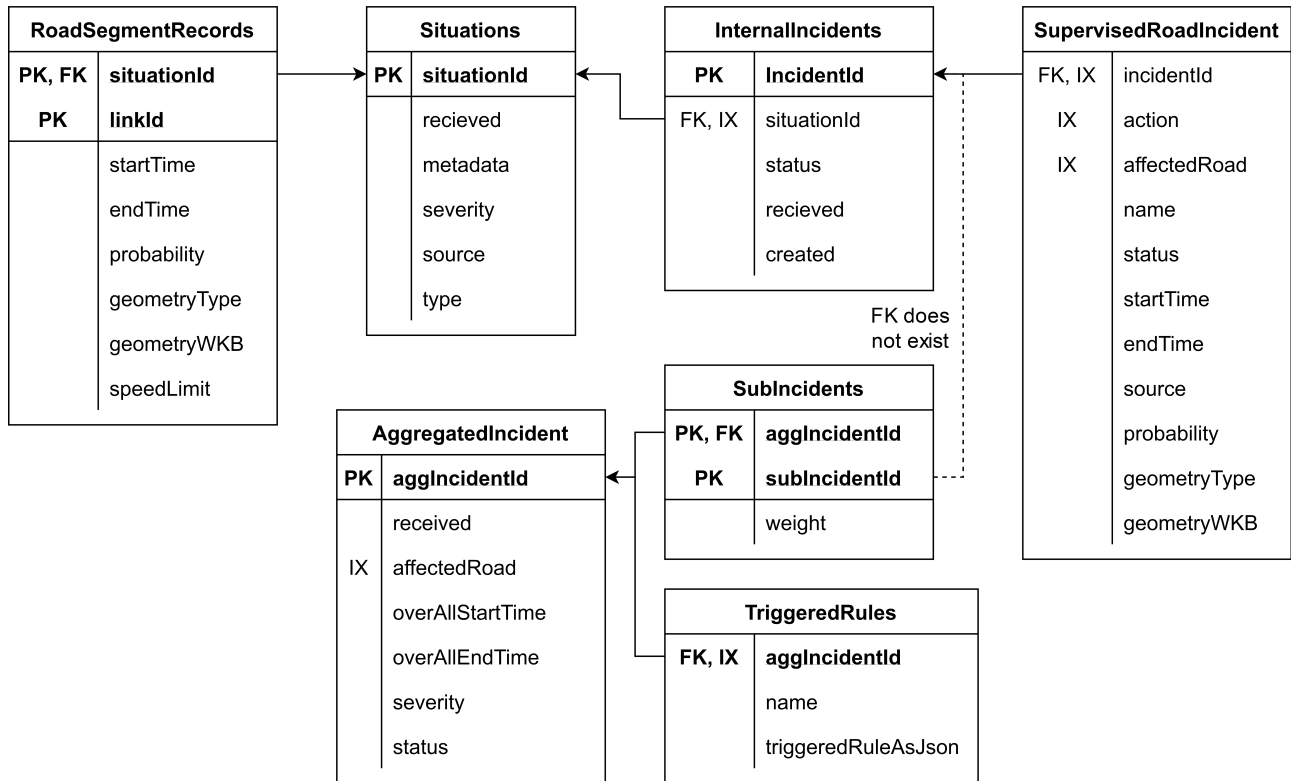 RoadSegmentRecords
PK, FK situationId
PK linkId
startTime
endTime
probability
geometryType
geometryWKB
speedLimit
Situations
PK situationId
recieved
metadata
severity
source
type
InternalIncidents
PK IncidentId
FK, IX situationId
status
recieved
created
SupervisedRoadIncident
FK, IX incidentId
IX action
IX affectedRoad
name
status
startTime
endTime
source
probability
geometryType
geometryWKB
FK does
not exist
AggregatedIncident
PK aggIncidentId
received
IX affectedRoad
overAllStartTime
overAllEndTime
severity
status
SubIncidents
PK, FK aggIncidentId
PK subIncidentId
weight
TriggeredRules
FK, IX aggIncidentId
name
triggeredRuleAsJson